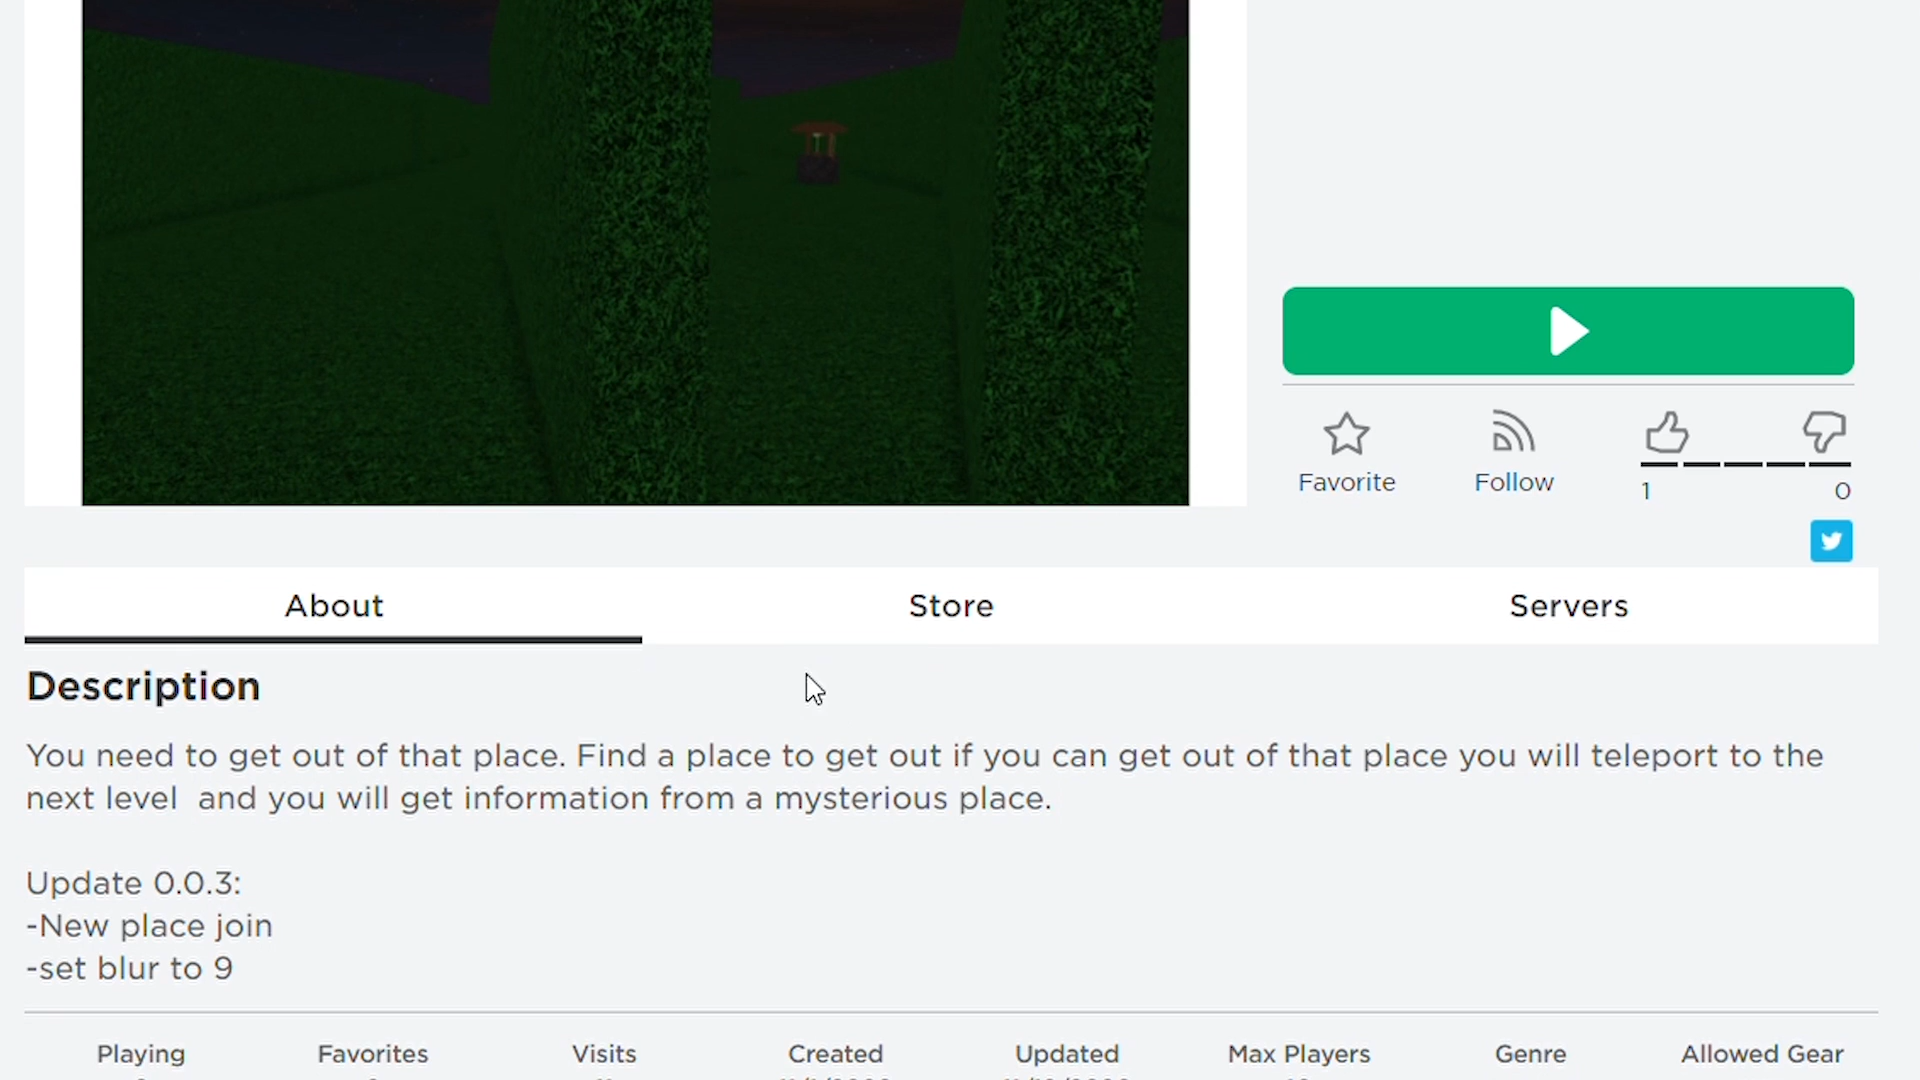 Favorite
Follow
1
0
About
Store
Servers
Description
You need to get out of that place. Find a place to get out if you can get out of that place you will teleport to the
next level  and you will get information from a mysterious place.
Update 0.0.3:
-New place join
-set blur to 9
Playing
Favorites
Visits
Created
Updated
Max Players
Genre
Allowed Gear